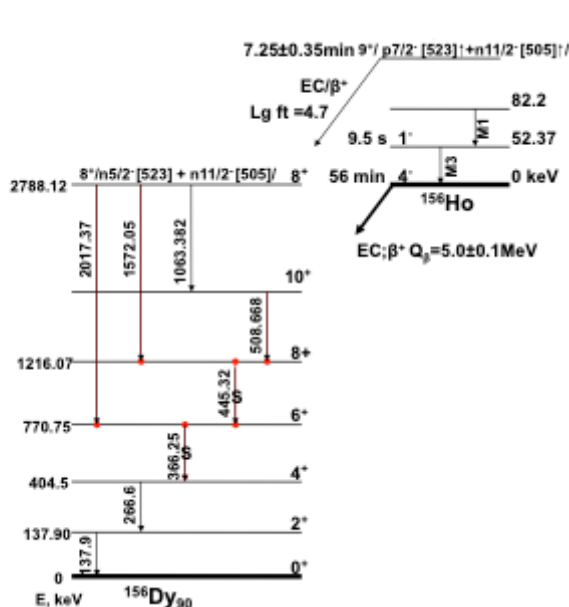 7.25±0.35min 9⁺/ p7/2⁻ [523]↑+n11/2⁻[505]↑/
EC/β⁺
Lg ft =4.7
82.2
M1
9.5 s 1⁻ 52.37
M3
56 min 4⁻ 0 keV
¹⁵⁶Ho
EC;β⁺ Qᵦ=5.0±0.1MeV
8⁺/n5/2⁻[523] + n11/2⁻[505]/ 8⁺
2788.12
2017.37
1572.05
1063.382
10⁺
508.668
1216.07 8+
445.32
S
770.75 6⁺
366.25
S
404.5 4⁺
266.6
137.90 2⁺
137.9
0 0⁺
E, keV ¹⁵⁶Dy₉₀